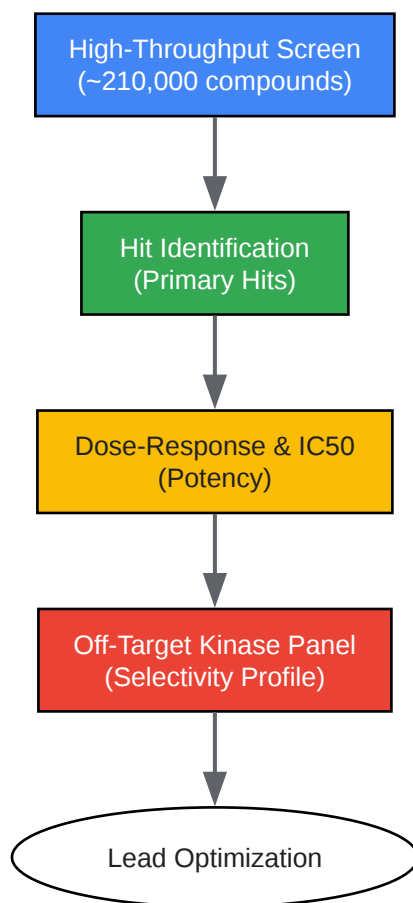 High-Throughput Screen
(~210,000 compounds)
Hit Identification
(Primary Hits)
Dose-Response & IC50
(Potency)
Off-Target Kinase Panel
(Selectivity Profile)
Lead Optimization